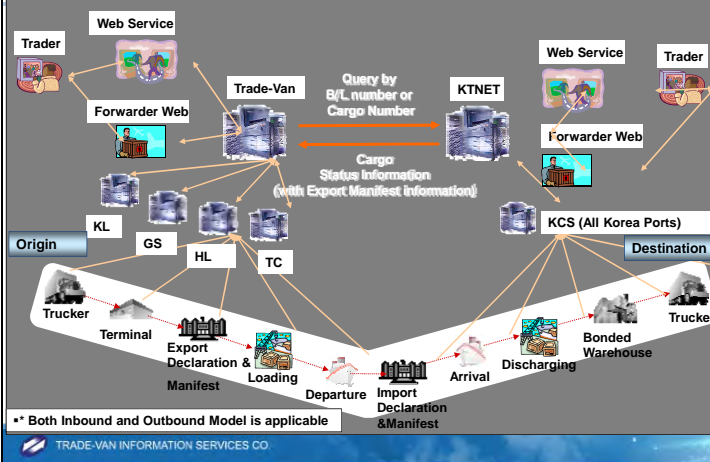 Web Service
Trader
Trade-Van
Query by
B/L number or
Cargo Number
KTNET
Web Service
Trader
Forwarder Web
Forwarder Web
Cargo
Status Information
(with Export Manifest information)
KL
GS
HL
TC
KCS (All Korea Ports)
Origin
Destination
Trucker
Terminal
Export
Declaration &
Manifest
Loading
Departure
Import
Declaration
&Manifest
Arrival
Discharging
Bonded
Warehouse
Trucke
▪* Both Inbound and Outbound Model is applicable
TRADE-VAN INFORMATION SERVICES CO.